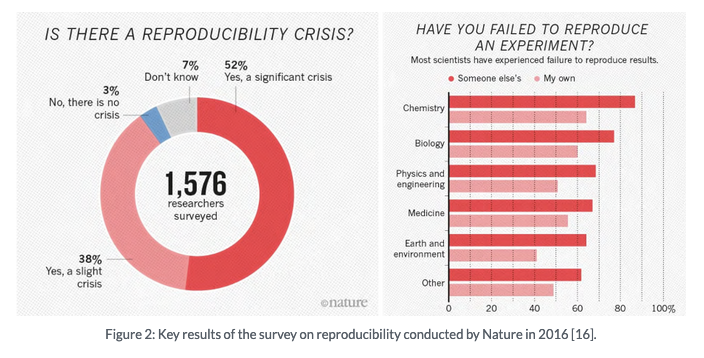 IS THERE A REPRODUCIBILITY CRISIS?
7%
Don't know
52%
Yes, a significant crisis
3%
No, there is no
crisis
1,576
researchers
surveyed
38%
Yes, a slight
crisis
©nature
HAVE YOU FAILED TO REPRODUCE
AN EXPERIMENT?
Most scientists have experienced failure to reproduce results.
Someone else's
My own
Chemistry
Biology
Physics and
engineering
Medicine
Earth and
environment
Other
0
20
40
60
80
100%
Figure 2: Key results of the survey on reproducibility conducted by Nature in 2016 [16].